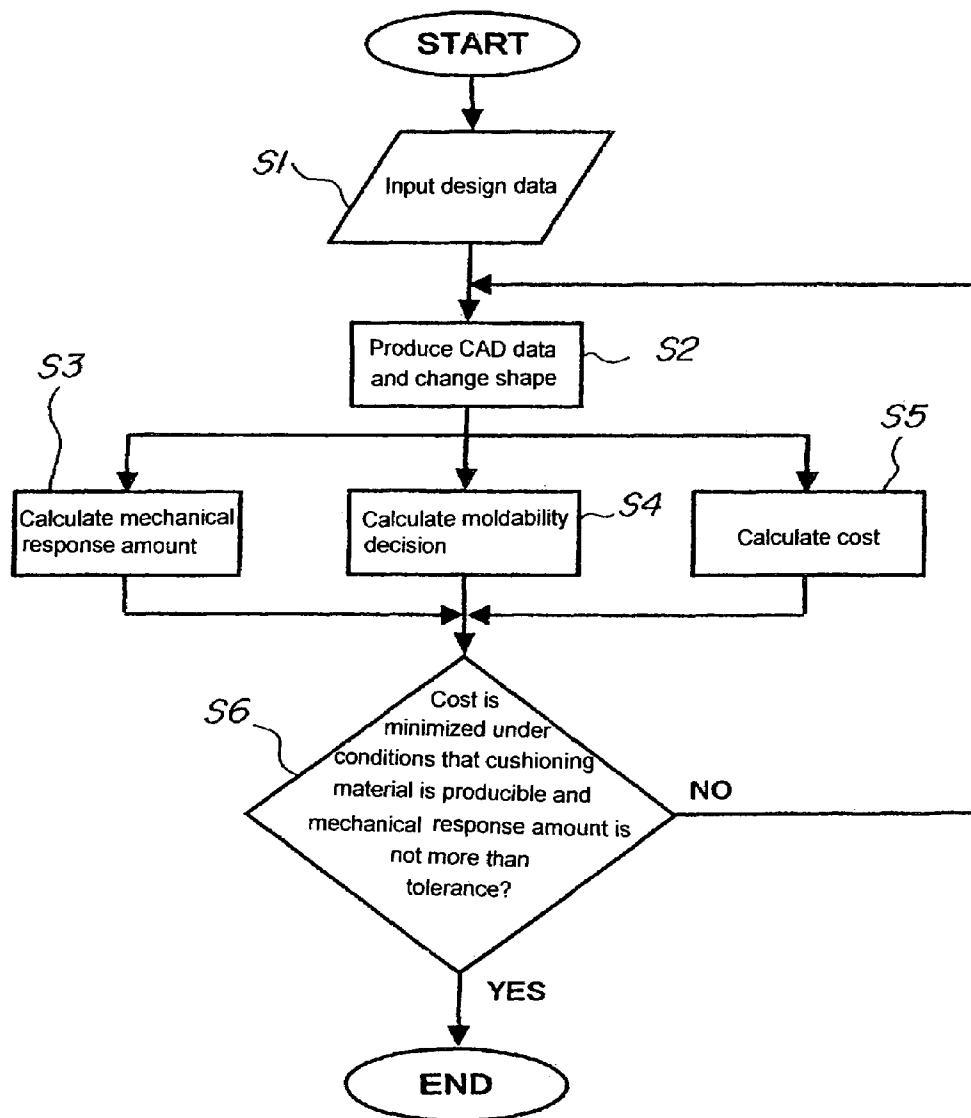 START
S1
Input design data
Produce CAD data
and change shape
S2
S3
Calculate mechanical
response amount
Calculate moldability
decision
S4
S5
Calculate cost
S6
Cost is
minimized under
conditions that cushioning
material is producible and
mechanical response amount is
not more than
tolerance?
NO
YES
END